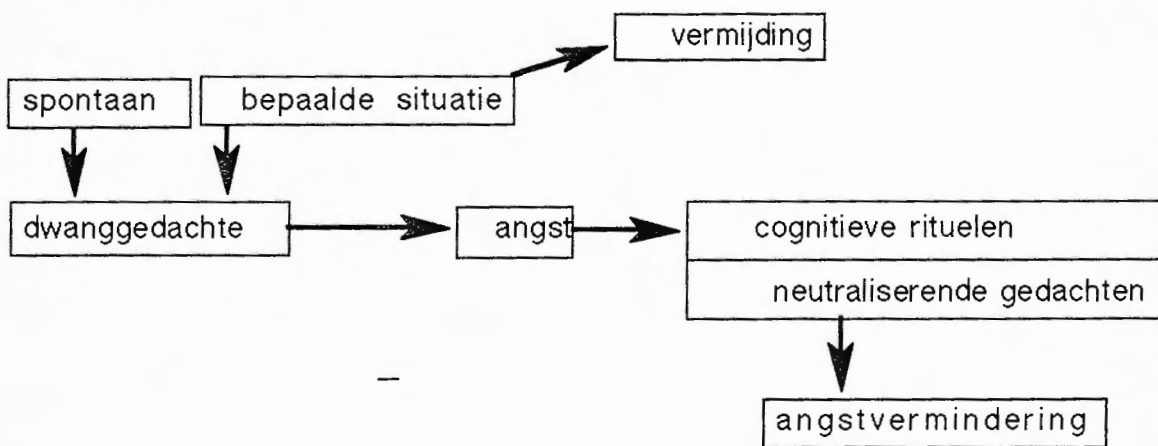 vermijding
spontaan
bepaalde situatie
dwanggedachte
angst
cognitieve rituelen
neutraliserende gedachten
angstvermindering